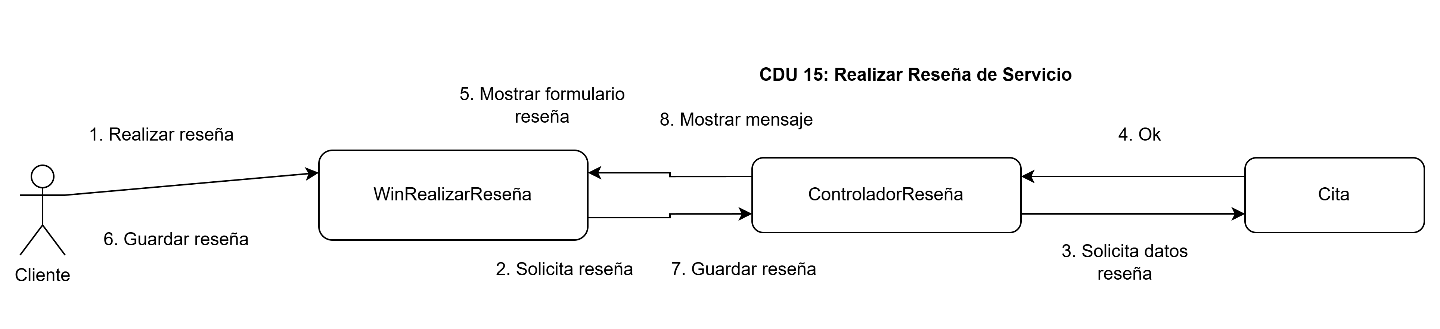 CDU 15: Realizar Reseña de Servicio
5. Mostrar formulario
reseña
8. Mostrar mensaje
1. Realizar reseña
4. Ok
WinRealizarReseña
ControladorReseña
Cita
6. Guardar reseña
Cliente
2. Solicita reseña
7. Guardar reseña
3. Solicita datos
reseña